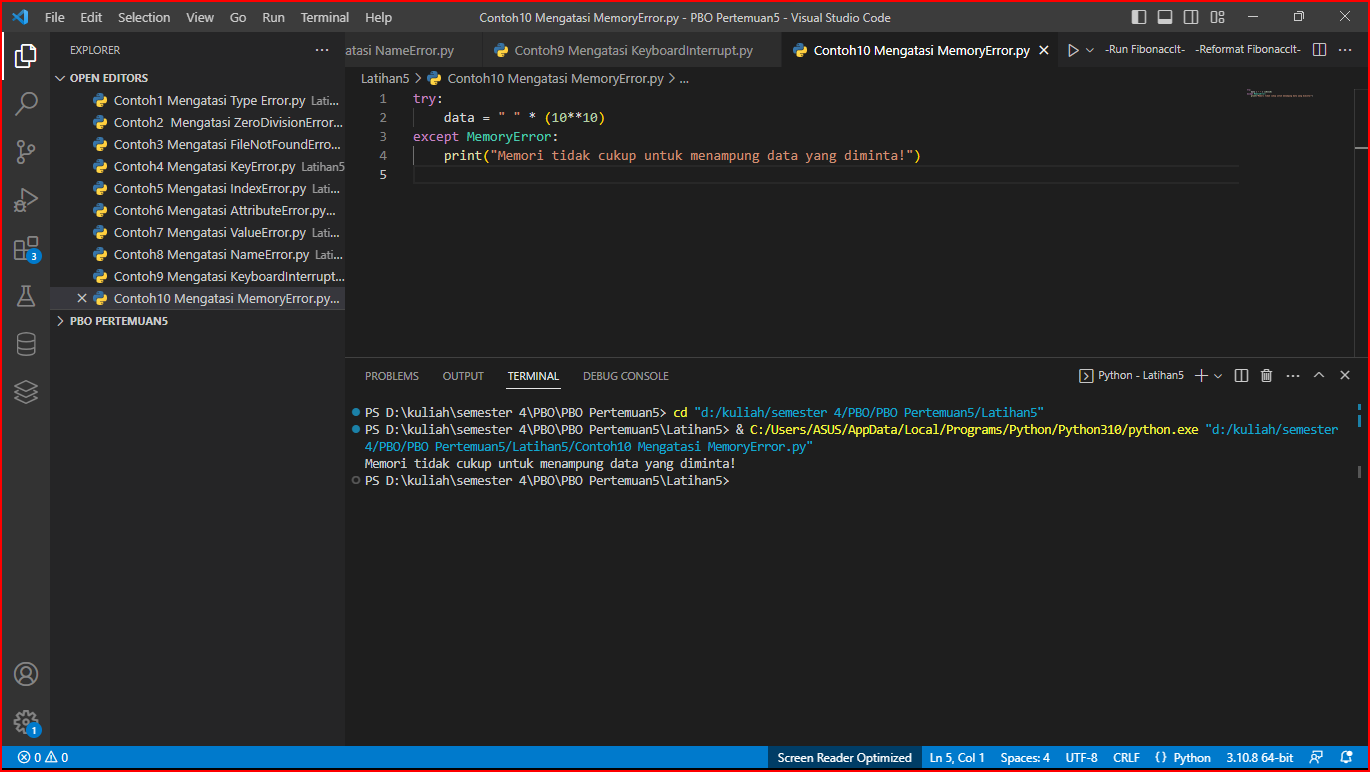 File Edit Selection View Go Run Terminal Help Contoh10 Mengatasi MemoryError.py - PBO Pertemuan5 - Visual Studio Code
EXPLORER
OPEN EDITORS
Contoh1 Mengatasi Type Error.py Lati...
Contoh2 Mengatasi ZeroDivisionError...
Contoh3 Mengatasi FileNotFoundErro...
Contoh4 Mengatasi KeyError.py Latihan5
Contoh5 Mengatasi IndexError.py Lati...
Contoh6 Mengatasi AttributeError.py...
Contoh7 Mengatasi ValueError.py Lati...
Contoh8 Mengatasi NameError.py Lati...
Contoh9 Mengatasi KeyboardInterrupt...
Contoh10 Mengatasi MemoryError.py...
PBO PERTEMUAN5
3
1
atasi NameError.py Contoh9 Mengatasi KeyboardInterrupt.py Contoh10 Mengatasi MemoryError.py -Run Fibonaccit- -Reformat Fibonaccit-
Latihan5 > Contoh10 Mengatasi MemoryError.py > ...
1 try:
2 data = " " * (10**10)
3 except MemoryError:
4 print("Memori tidak cukup untuk menampung data yang diminta!")
5
PROBLEMS OUTPUT TERMINAL DEBUG CONSOLE Python - Latihan5
PS D:\kuliah\semester 4\PBO\PBO Pertemuan5> cd "d:/kuliah/semester 4/PBO/PBO Pertemuan5/Latihan5"
PS D:\kuliah\semester 4\PBO\PBO Pertemuan5\Latihan5> & C:/Users/ASUS/AppData/Local/Programs/Python/Python310/python.exe "d:/kuliah/semester
4/PBO/PBO Pertemuan5/Latihan5/Contoh10 Mengatasi MemoryError.py"
Memori tidak cukup untuk menampung data yang diminta!
PS D:\kuliah\semester 4\PBO\PBO Pertemuan5\Latihan5>
0 0 Screen Reader Optimized Ln 5, Col 1 Spaces: 4 UTF-8 CRLF {} Python 3.10.8 64-bit